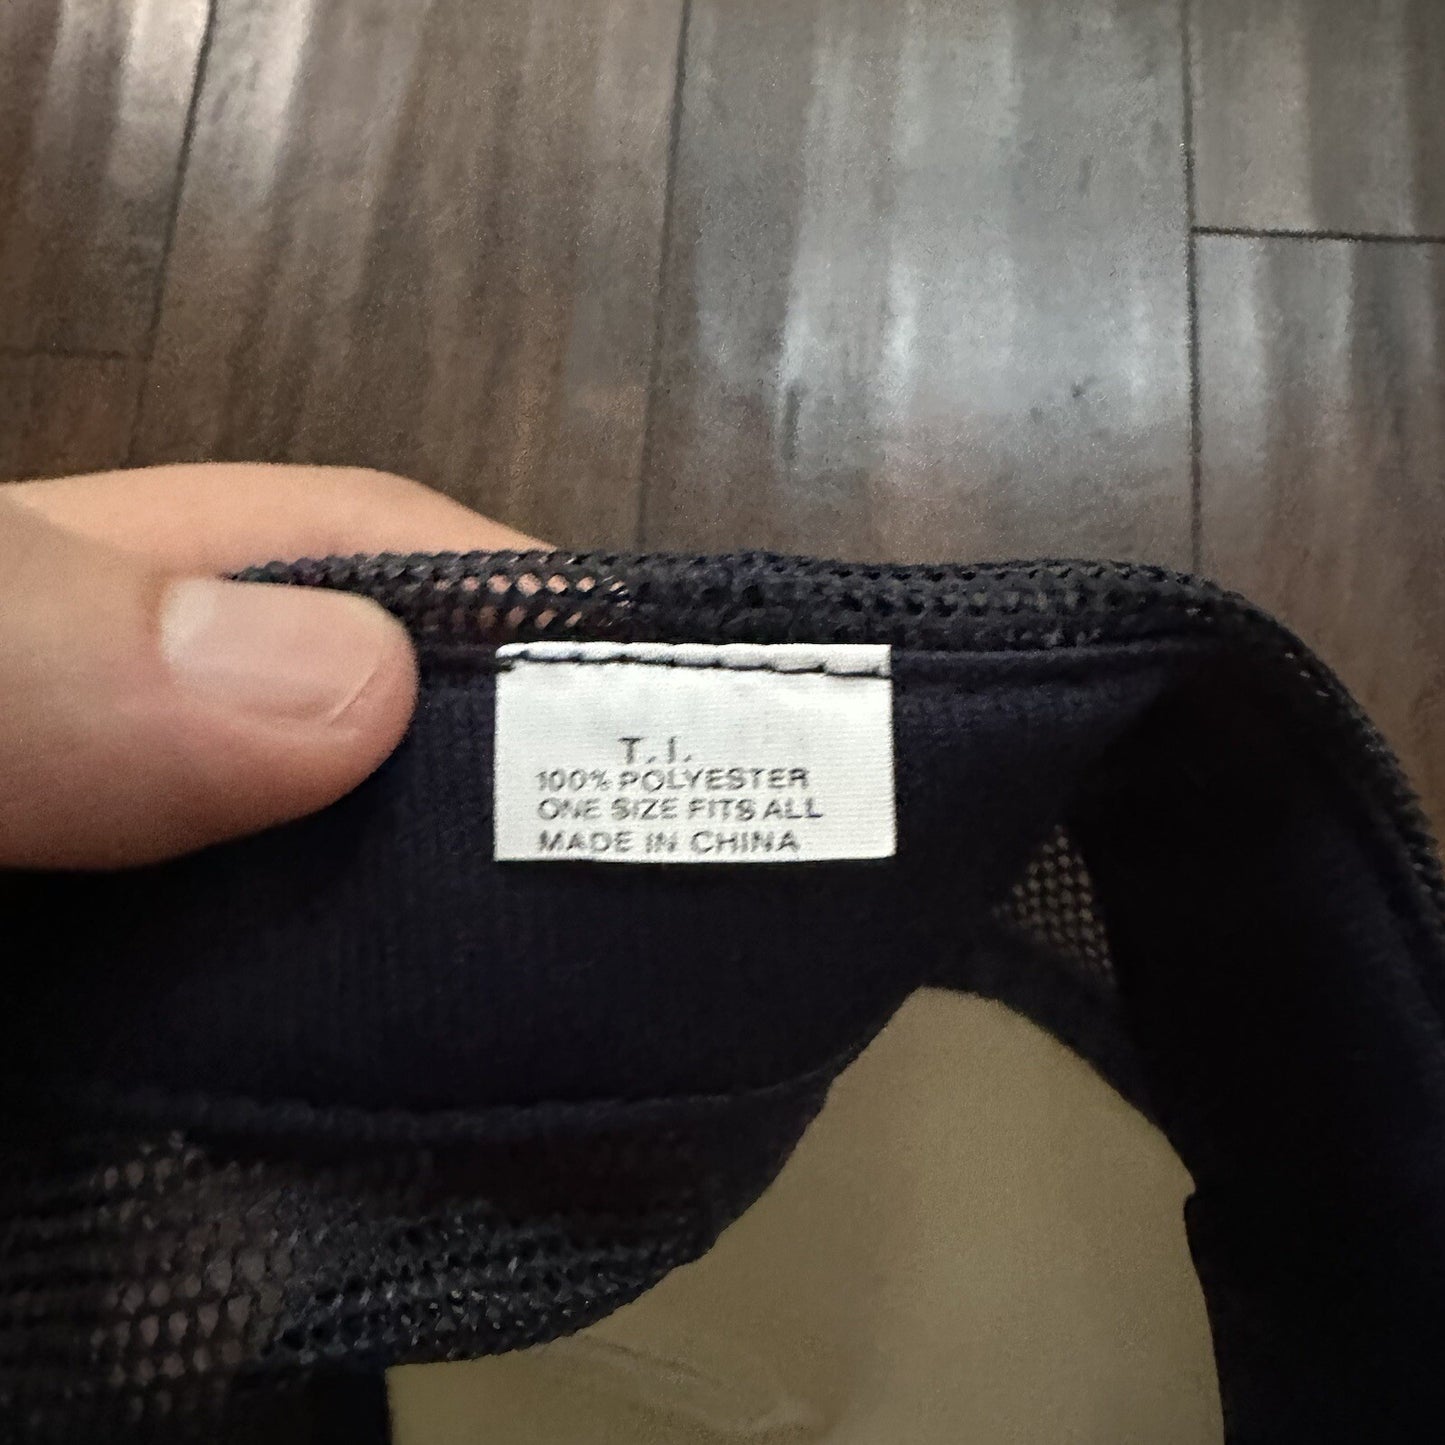 T.I.
100% POLYESTER
ONE SIZE FITS ALL
MADE IN CHINA